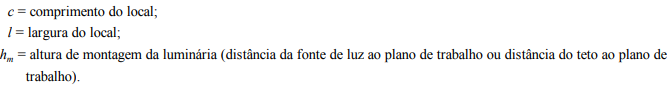 c = comprimento do local;
l = largura do local;
hm = altura de montagem da luminária (distância da fonte de luz ao plano de trabalho ou distância do teto ao plano de
trabalho).